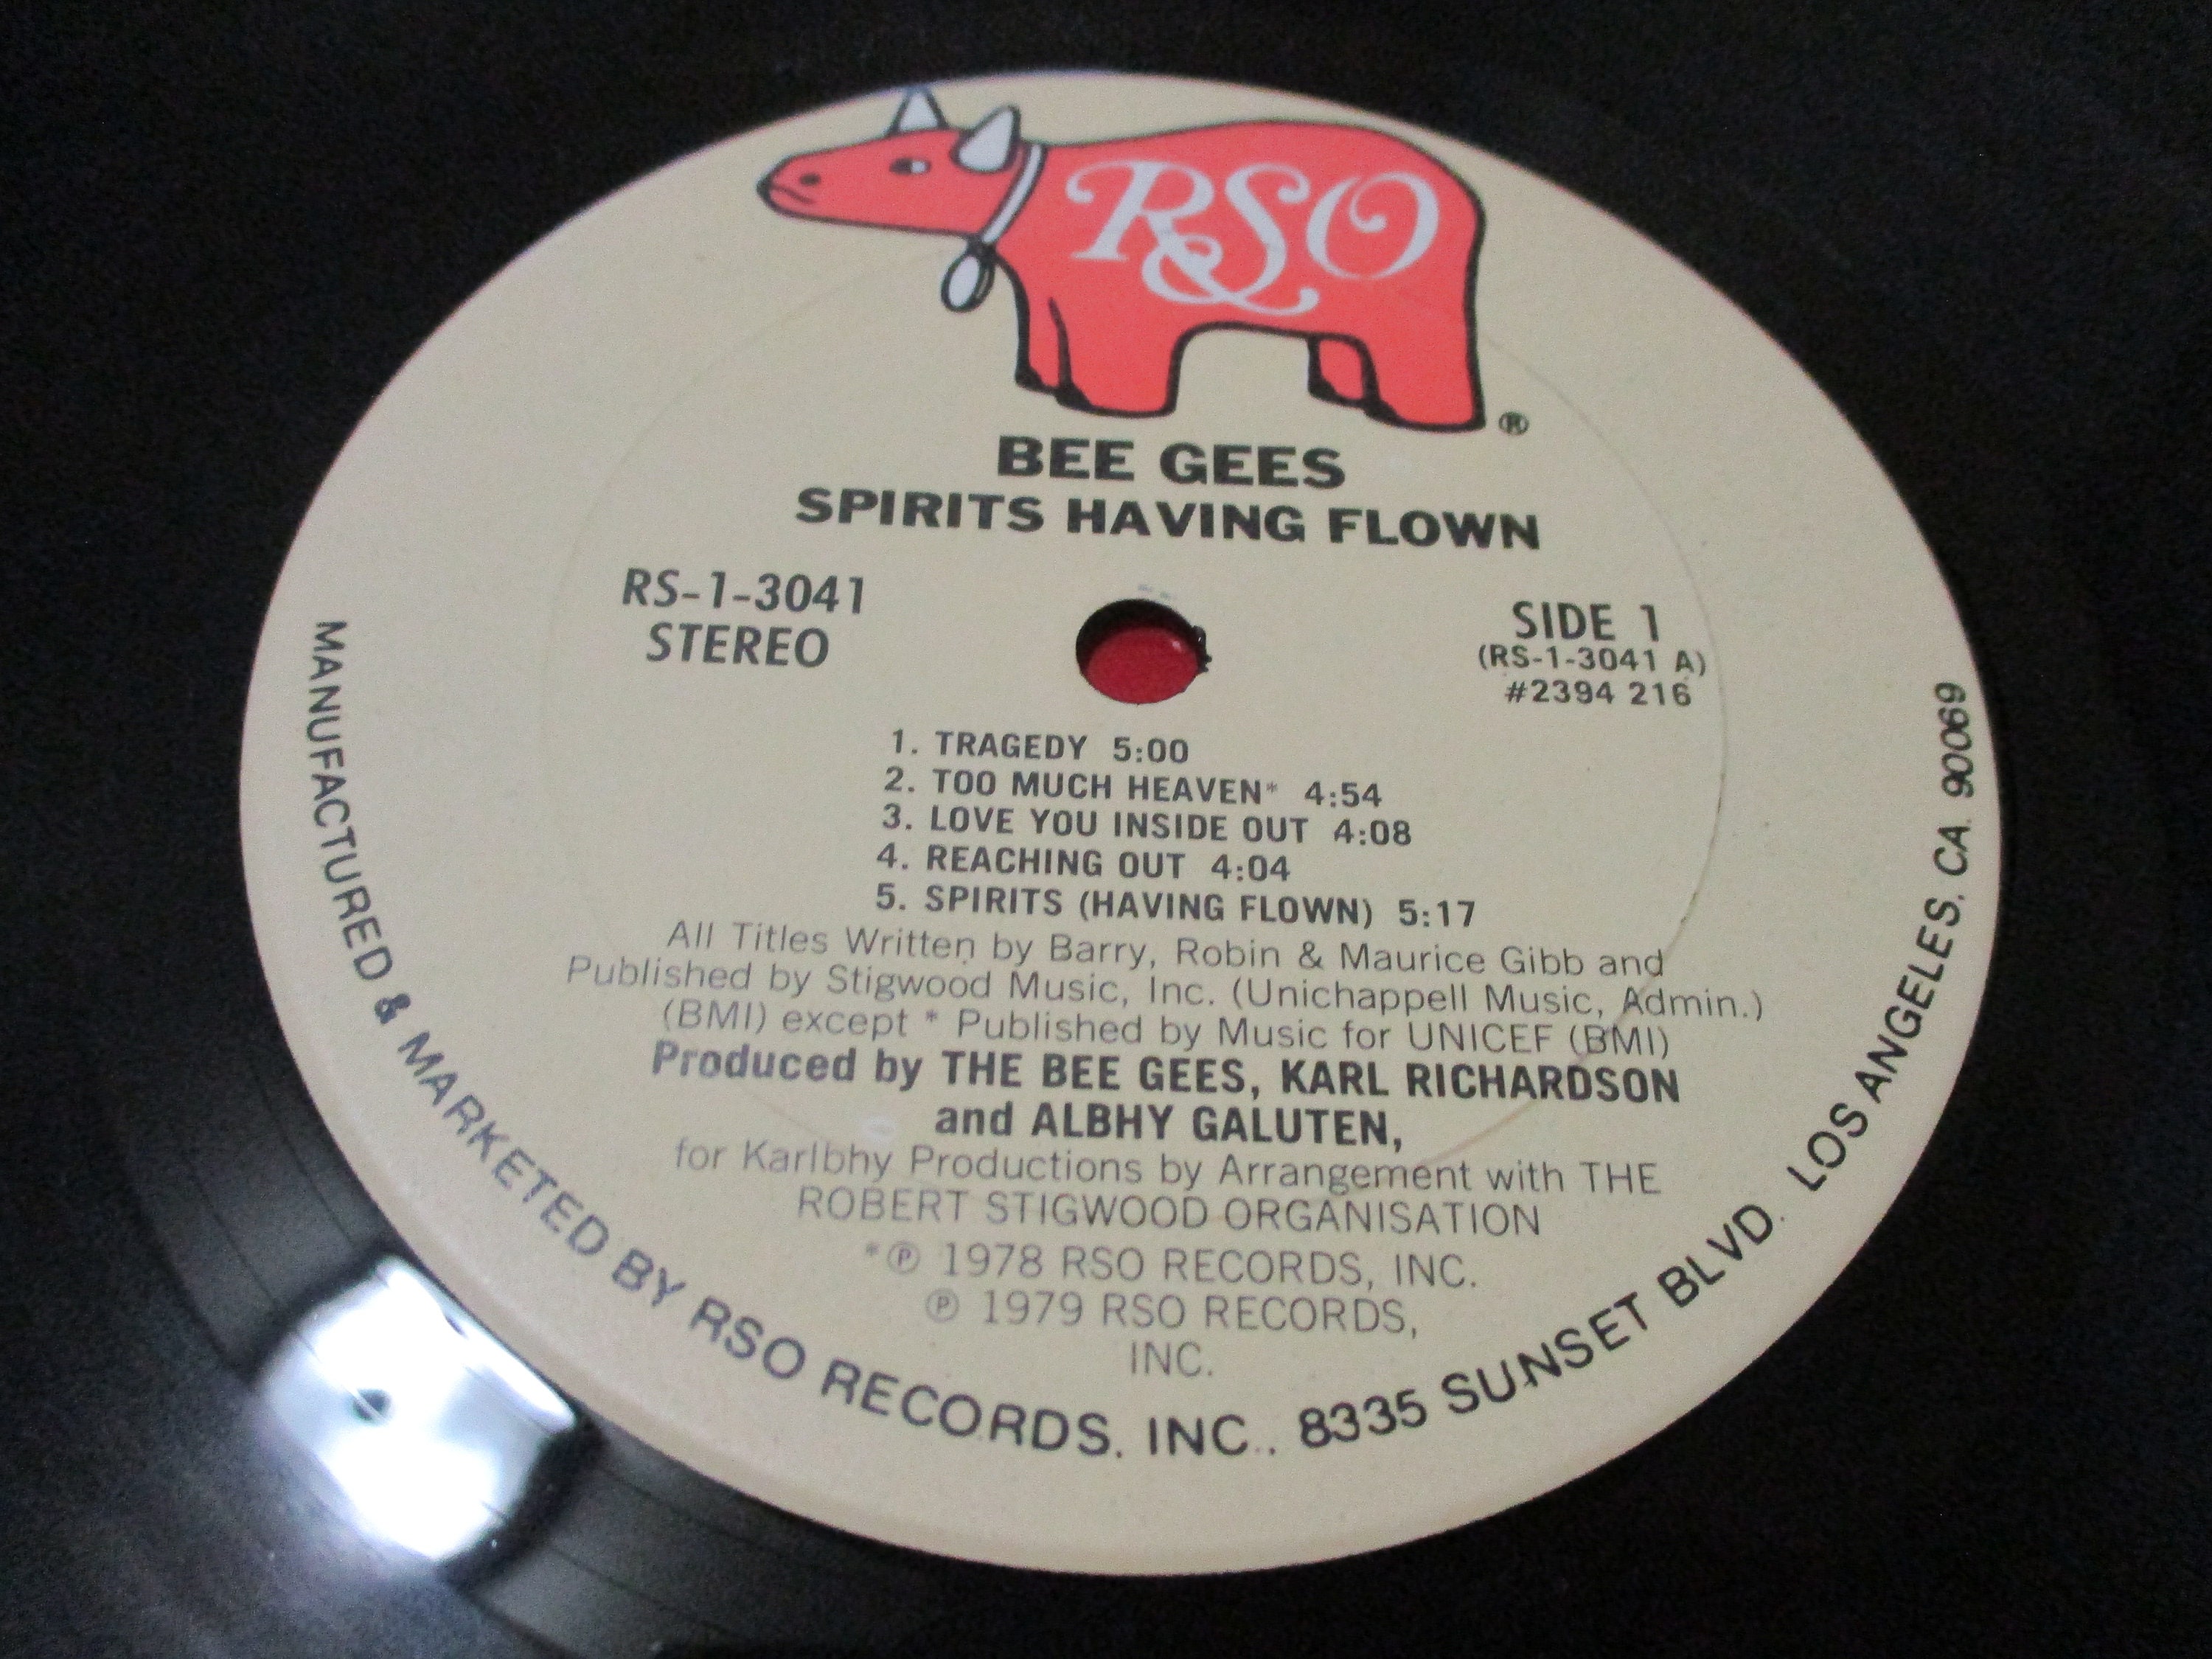 RSO
®
BEE GEES
SPIRITS HAVING FLOWN
RS-1-3041
STEREO
SIDE 1
(RS-1-3041 A)
#2394 216
1. TRAGEDY 5:00
2. TOO MUCH HEAVEN* 4:54
3. LOVE YOU INSIDE OUT 4:08
4. REACHING OUT 4:04
5. SPIRITS (HAVING FLOWN) 5:17
All Titles Written by Barry, Robin & Maurice Gibb and
Published by Stigwood Music, Inc. (Unichappell Music, Admin.)
(BMI) except * Published by Music for UNICEF (BMI)
Produced by THE BEE GEES, KARL RICHARDSON
and ALBHY GALUTEN,
for Karlbhy Productions by Arrangement with THE
ROBERT STIGWOOD ORGANISATION
*℗ 1978 RSO RECORDS, INC.
℗ 1979 RSO RECORDS,
INC.
MANUFACTURED & MARKETED BY RSO RECORDS, INC., 8335 SUNSET BLVD. LOS ANGELES, CA. 90069